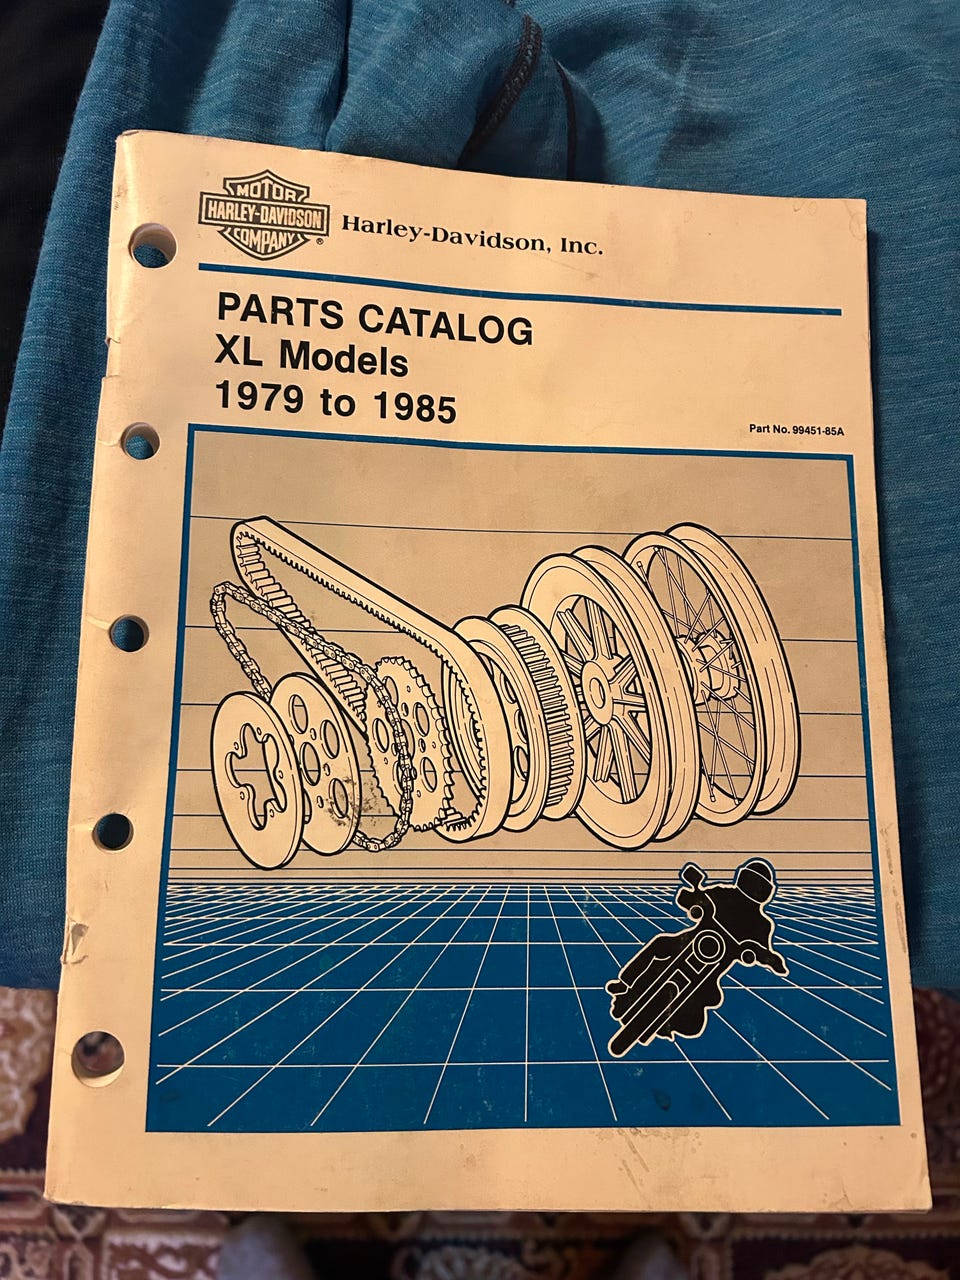 MOTOR
HARLEY-DAVIDSON
COMPANY
®
Harley-Davidson, Inc.
PARTS CATALOG
XL Models
1979 to 1985
Part No. 99451-85A